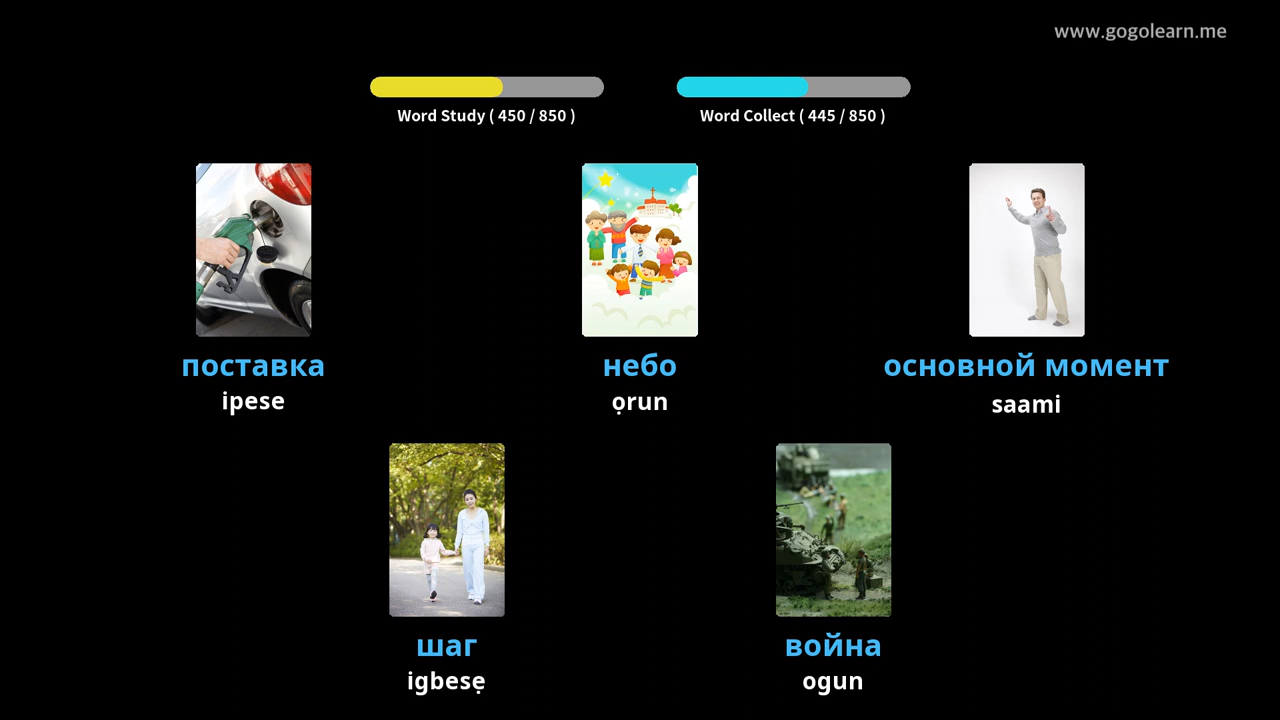 www.gogolearn.me
Word Study ( 450 / 850 )
Word Collect ( 445 / 850 )
поставка
ipese
небо
ọrun
основной момент
saami
шаг
igbesẹ
война
ogun